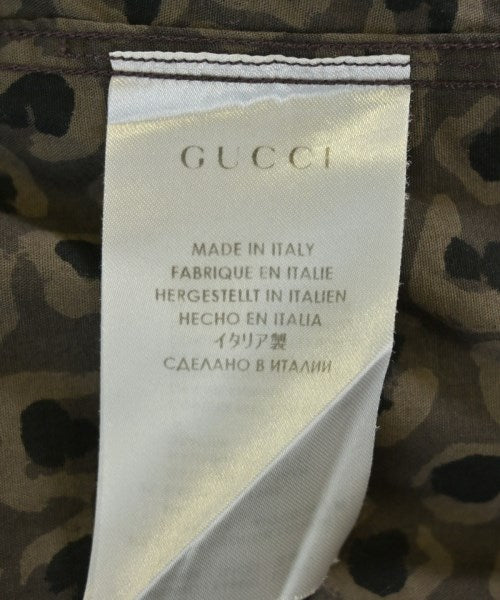 GUCCI
MADE IN ITALY
FABRIQUE EN ITALIE
HERGESTELLT IN ITALIEN
HECHO EN ITALIA
イタリア製
СДЕЛАНО В ИТАЛИИ